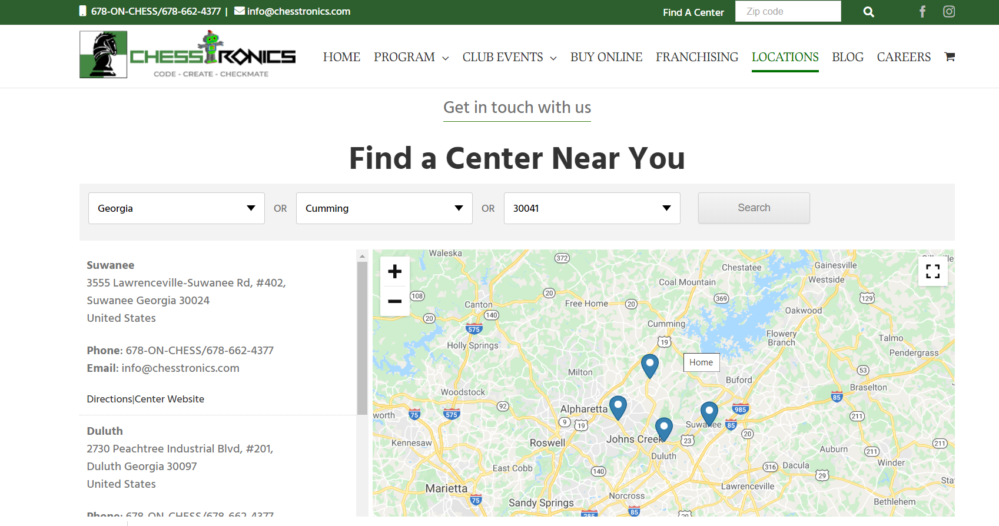 678-ON-CHESS/678-662-4377 | info@chesstronics.com
Find A Center
Zip code
CHESSTRONICS
CODE - CREATE - CHECKMATE
HOME PROGRAM CLUB EVENTS BUY ONLINE FRANCHISING LOCATIONS BLOG CAREERS
Get in touch with us
Find a Center Near You
Georgia OR Cumming OR 30041 Search
Suwanee
3555 Lawrenceville-Suwanee Rd, #402,
Suwanee Georgia 30024
United States
Phone: 678-ON-CHESS/678-662-4377
Email: info@chesstronics.com
Directions|Center Website
Duluth
2730 Peachtree Industrial Blvd, #201,
Duluth Georgia 30097
United States
Phone: 678-ON-CHESS/678-662-4377
Waleska
372
Chestatee
Gainesville
Coal Mountain
Westside
108
20
Canton
140
Free Home
20
369
129
Oakwood
20
575
Holly Springs
Cumming
19
Flowery
Branch
Talmo
Pendergrass
Home
Milton
53
Buford
Braselton
Woodstock
85
92
Alpharetta
985
worth
75
575
9
19
Suwanee
85
211
20
Kennesaw
Roswell
Johns Creek
23
211
Duluth
Auburn
211
Winder
East Cobb
140
316
Dacula
29
Lawrenceville
Marietta
75
Norcross
Sandy Springs
285
85
29
Bethlehem
Sta